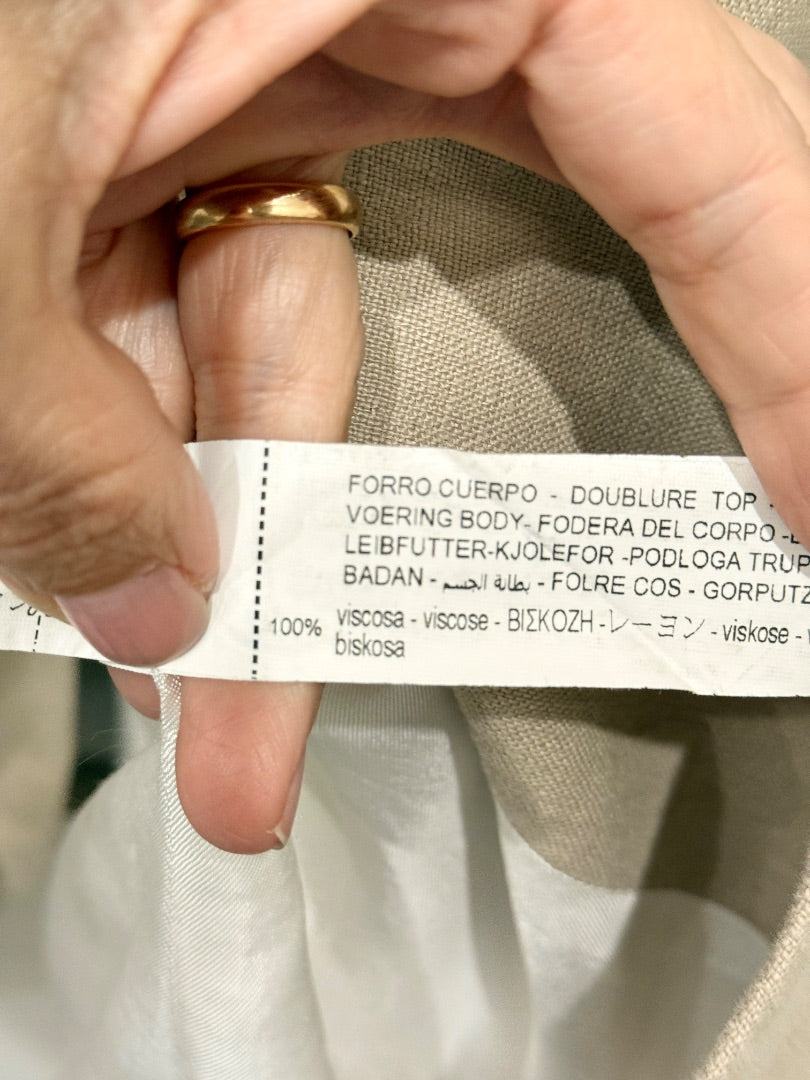 FORRO CUERPO - DOUBLURE TOP -
VOERING BODY- FODERA DEL CORPO -
LEIBFUTTER-KJOLEFOR -PODLOGA TRUP
BADAN - بطانة الجسم - FOLRE COS - GORPUTZ
100% viscosa - viscose - ΒΙΣΚΟΖΗ -レーヨン - viskose -
biskosa